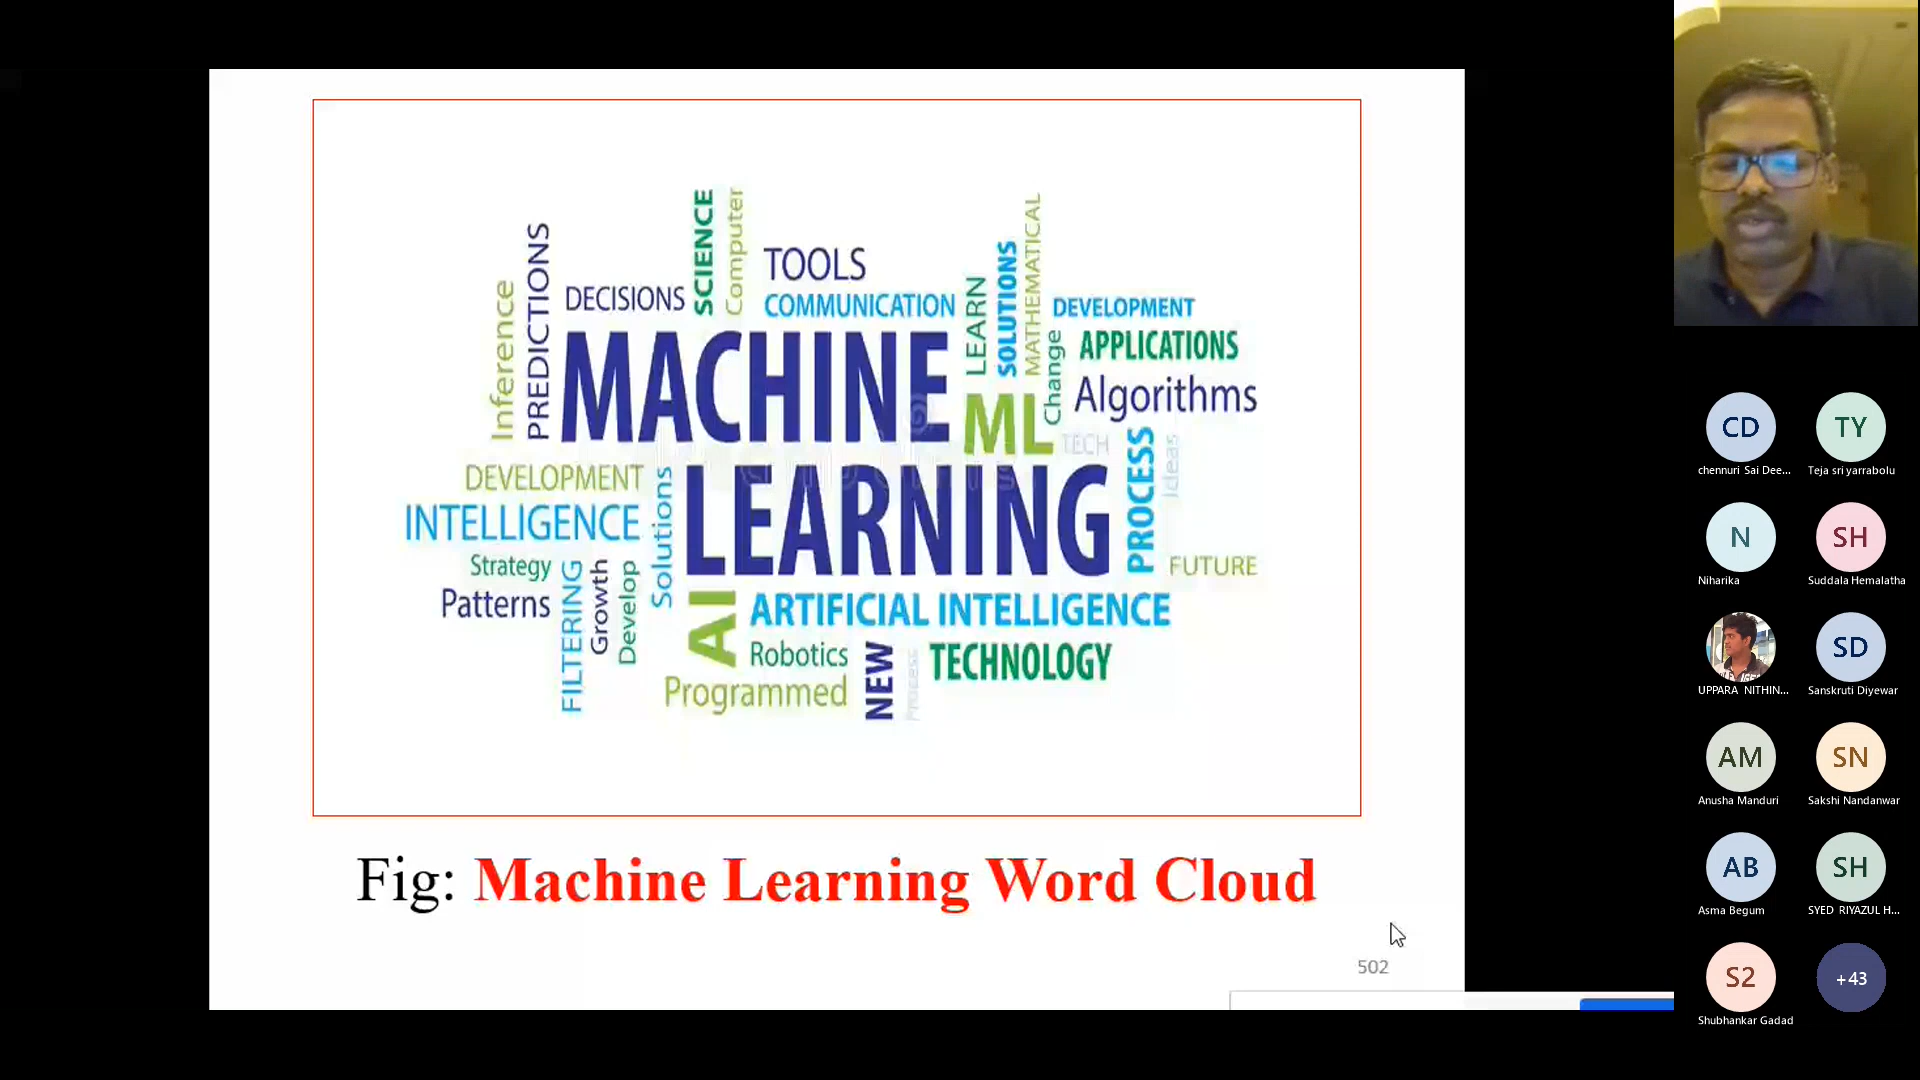 SCIENCE
Computer
TOOLS
MATHEMATICAL
PREDICTIONS
Inference
DECISIONS
COMMUNICATION
LEARN
SOLUTIONS
DEVELOPMENT
MACHINE
Change
APPLICATIONS
Algorithms
ML
TECH
PROCESS
Ideas
DEVELOPMENT
LEARNING
INTELLIGENCE
Solutions
Strategy
FUTURE
Patterns
FILTERING
Growth
Develop
AI
ARTIFICIAL INTELLIGENCE
Robotics
NEW
Process
TECHNOLOGY
Programmed
Fig: Machine Learning Word Cloud
502
CD
TY
chennuri Sai Dee...
Teja sri yarrabolu
N
SH
Niharika
Suddala Hemalatha
SD
UPPARA NITHIN...
Sanskruti Diyewar
AM
SN
Anusha Manduri
Sakshi Nandanwar
AB
SH
Asma Begum
SYED RIYAZUL H...
S2
+43
Shubhankar Gadad